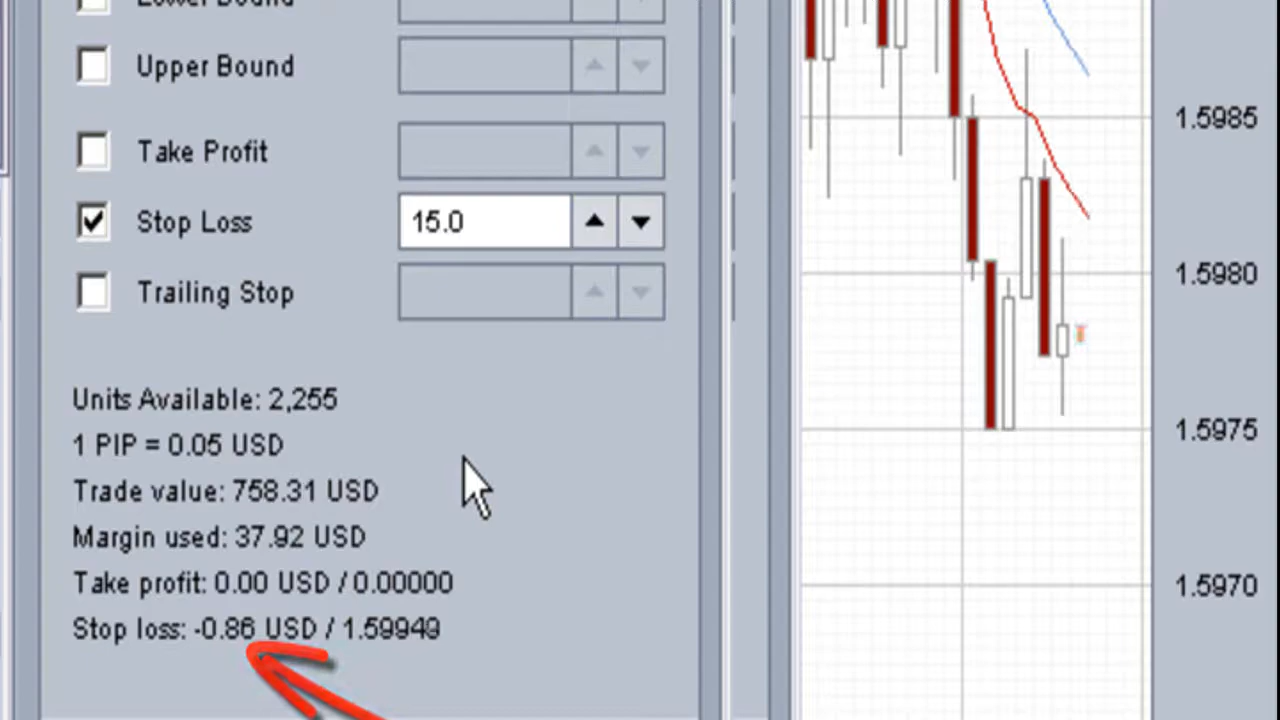 Lower Bound
Upper Bound
Take Profit
Stop Loss 15.0
Trailing Stop
Units Available: 2,255
1 PIP = 0.05 USD
Trade value: 758.31 USD
Margin used: 37.92 USD
Take profit: 0.00 USD / 0.00000
Stop loss: -0.86 USD / 1.59949
1.5985
1.5980
1.5975
1.5970